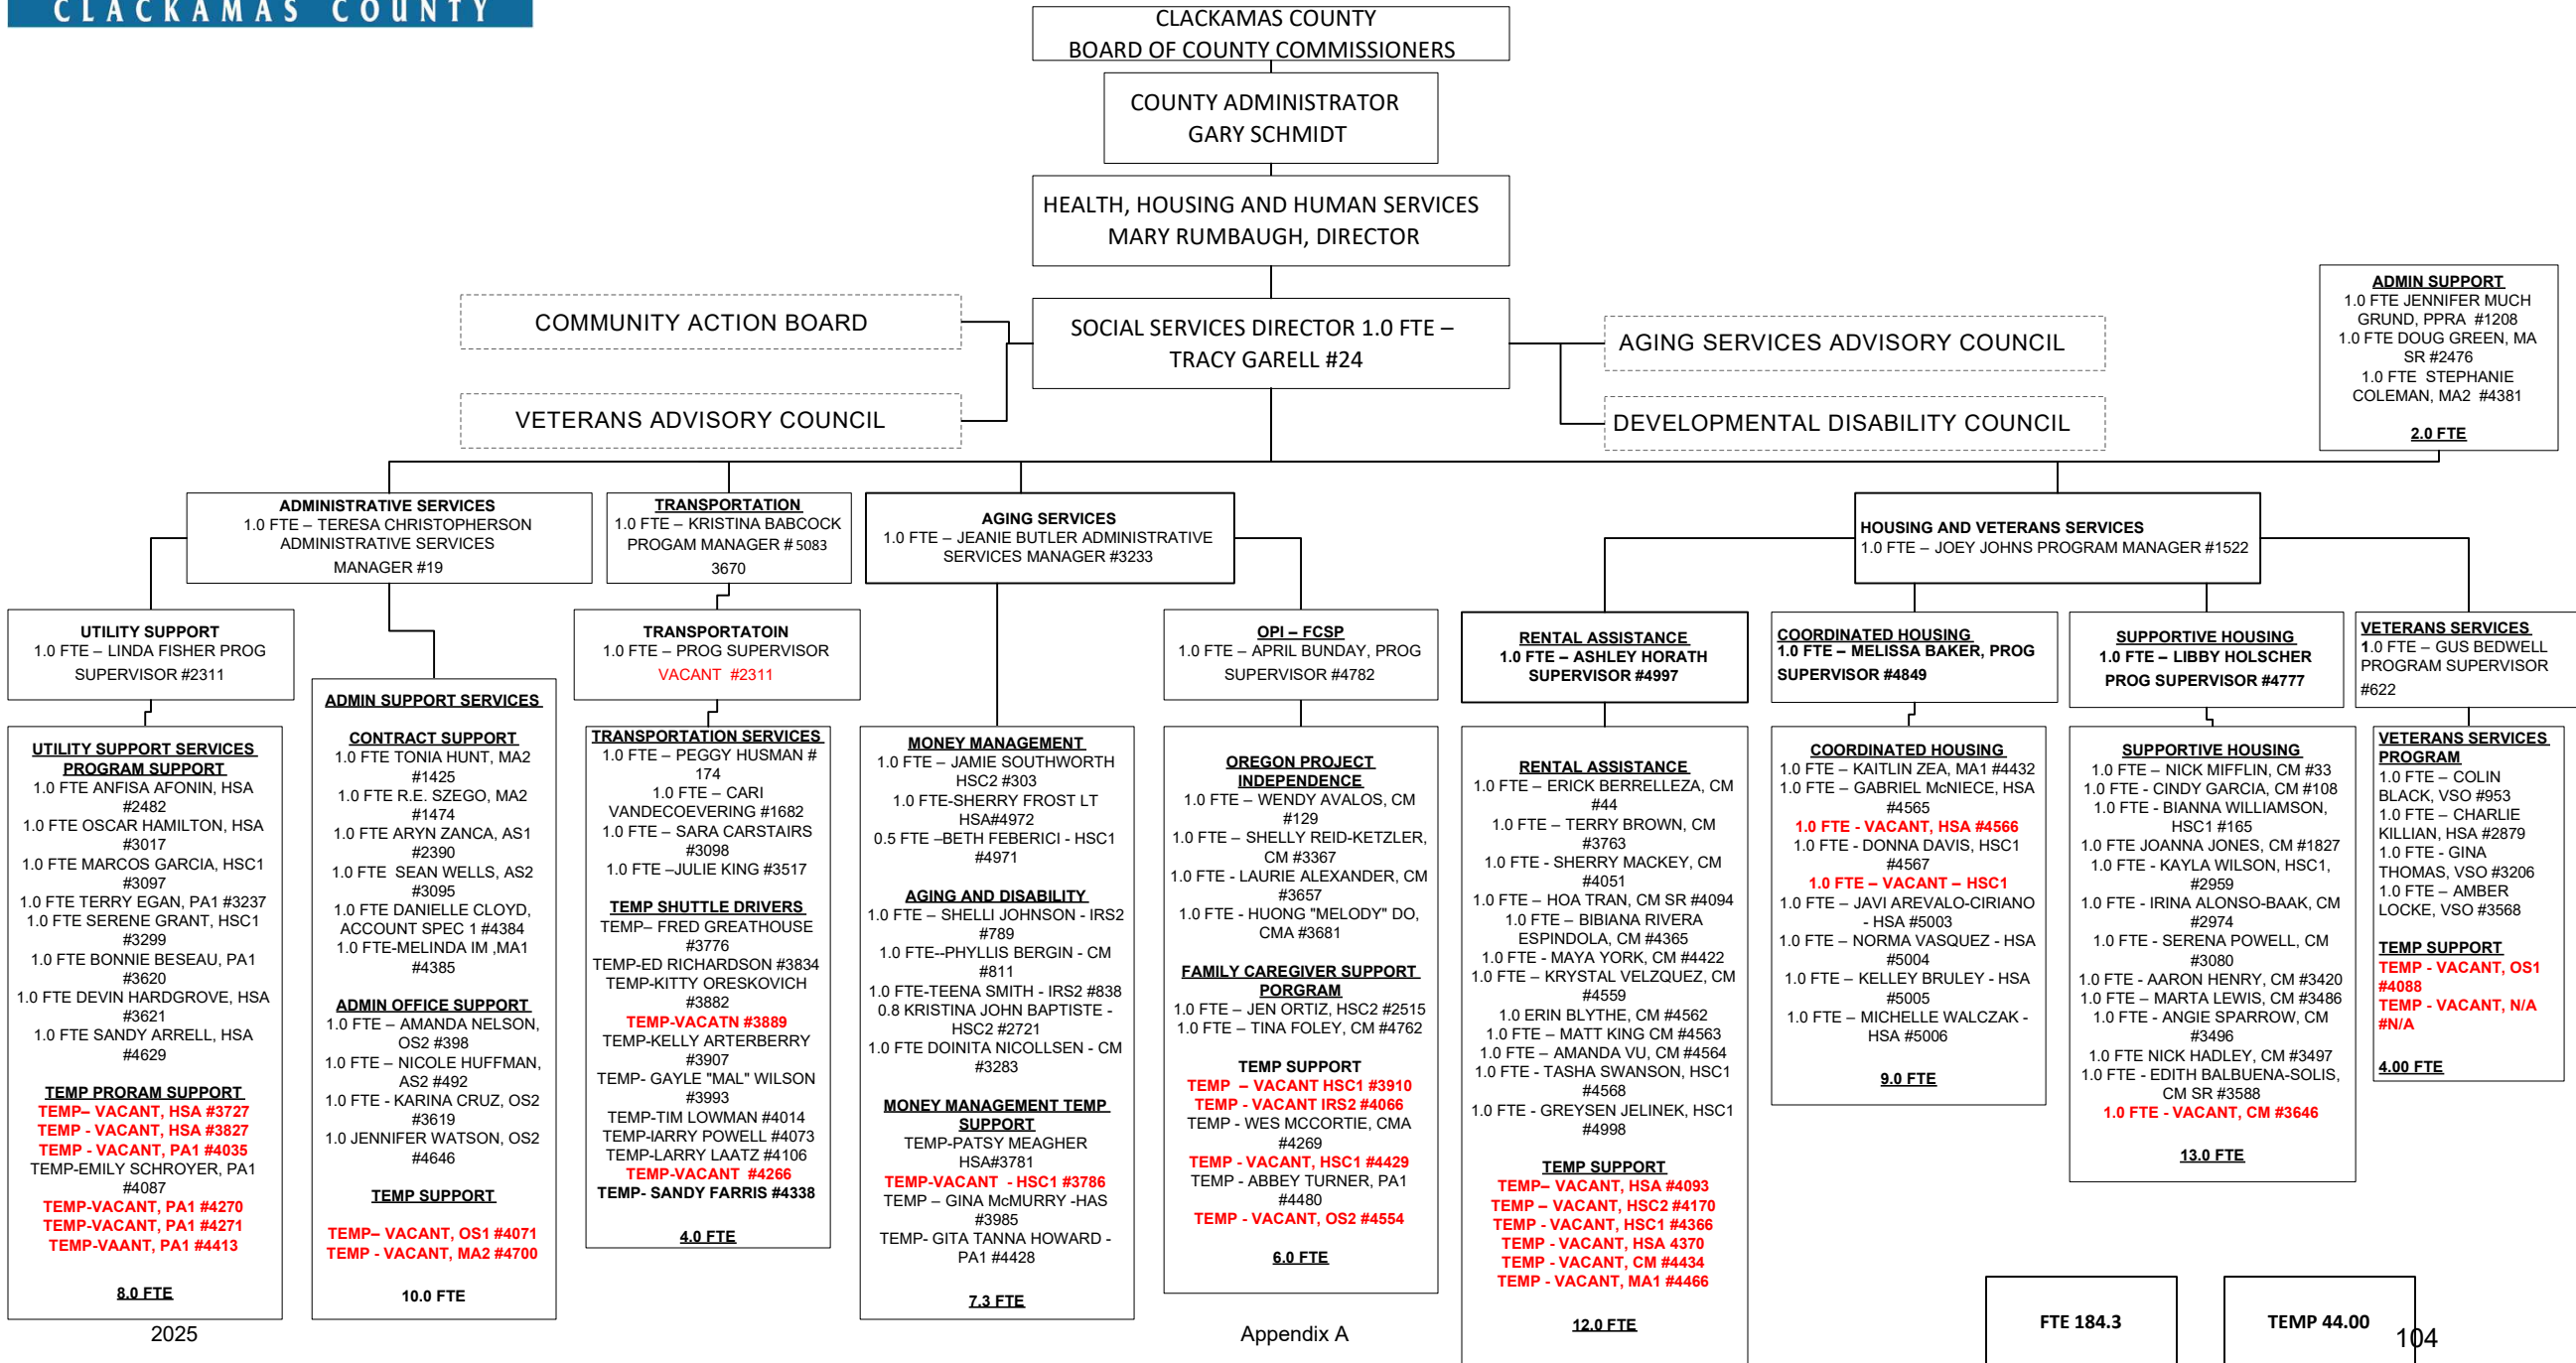 CLACKAMAS COUNTY
CLACKAMAS COUNTY
BOARD OF COUNTY COMMISSIONERS
COUNTY ADMINISTRATOR
GARY SCHMIDT
HEALTH, HOUSING AND HUMAN SERVICES
MARY RUMBAUGH, DIRECTOR
SOCIAL SERVICES DIRECTOR 1.0 FTE –
TRACY GARELL #24
COMMUNITY ACTION BOARD
VETERANS ADVISORY COUNCIL
AGING SERVICES ADVISORY COUNCIL
DEVELOPMENTAL DISABILITY COUNCIL
ADMIN SUPPORT
1.0 FTE JENNIFER MUCH
GRUND, PPRA #1208
1.0 FTE DOUG GREEN, MA
SR #2476
1.0 FTE STEPHANIE
COLEMAN, MA2 #4381
2.0 FTE
ADMINISTRATIVE SERVICES
1.0 FTE – TERESA CHRISTOPHERSON
ADMINISTRATIVE SERVICES
MANAGER #19
TRANSPORTATION
1.0 FTE – KRISTINA BABCOCK
PROGAM MANAGER # 5083
3670
AGING SERVICES
1.0 FTE – JEANIE BUTLER ADMINISTRATIVE
SERVICES MANAGER #3233
HOUSING AND VETERANS SERVICES
1.0 FTE – JOEY JOHNS PROGRAM MANAGER #1522
UTILITY SUPPORT
1.0 FTE – LINDA FISHER PROG
SUPERVISOR #2311
TRANSPORTATOIN
1.0 FTE – PROG SUPERVISOR
VACANT #2311
OPI – FCSP
1.0 FTE – APRIL BUNDAY, PROG
SUPERVISOR #4782
RENTAL ASSISTANCE
1.0 FTE – ASHLEY HORATH
SUPERVISOR #4997
COORDINATED HOUSING
1.0 FTE – MELISSA BAKER, PROG
SUPERVISOR #4849
SUPPORTIVE HOUSING
1.0 FTE – LIBBY HOLSCHER
PROG SUPERVISOR #4777
VETERANS SERVICES
1.0 FTE – GUS BEDWELL
PROGRAM SUPERVISOR
#622
UTILITY SUPPORT SERVICES
PROGRAM SUPPORT
1.0 FTE ANFISA AFONIN, HSA
#2482
1.0 FTE OSCAR HAMILTON, HSA
#3017
1.0 FTE MARCOS GARCIA, HSC1
#3097
1.0 FTE TERRY EGAN, PA1 #3237
1.0 FTE SERENE GRANT, HSC1
#3299
1.0 FTE BONNIE BESEAU, PA1
#3620
1.0 FTE DEVIN HARDGROVE, HSA
#3621
1.0 FTE SANDY ARRELL, HSA
#4629
TEMP PRORAM SUPPORT
TEMP– VACANT, HSA #3727
TEMP - VACANT, HSA #3827
TEMP - VACANT, PA1 #4035
TEMP-EMILY SCHROYER, PA1
#4087
TEMP-VACANT, PA1 #4270
TEMP-VACANT, PA1 #4271
TEMP-VAANT, PA1 #4413
8.0 FTE
ADMIN SUPPORT SERVICES
CONTRACT SUPPORT
1.0 FTE TONIA HUNT, MA2
#1425
1.0 FTE R.E. SZEGO, MA2
#1474
1.0 FTE ARYN ZANCA, AS1
#2390
1.0 FTE SEAN WELLS, AS2
#3095
1.0 FTE DANIELLE CLOYD,
ACCOUNT SPEC 1 #4384
1.0 FTE-MELINDA IM ,MA1
#4385
ADMIN OFFICE SUPPORT
1.0 FTE – AMANDA NELSON,
OS2 #398
1.0 FTE – NICOLE HUFFMAN,
AS2 #492
1.0 FTE - KARINA CRUZ, OS2
#3619
1.0 JENNIFER WATSON, OS2
#4646
TEMP SUPPORT
TEMP– VACANT, OS1 #4071
TEMP - VACANT, MA2 #4700
10.0 FTE
TRANSPORTATION SERVICES
1.0 FTE – PEGGY HUSMAN #
174
1.0 FTE – CARI
VANDECOEVERING #1682
1.0 FTE – SARA CARSTAIRS
#3098
1.0 FTE –JULIE KING #3517
TEMP SHUTTLE DRIVERS
TEMP– FRED GREATHOUSE
#3776
TEMP-ED RICHARDSON #3834
TEMP-KITTY ORESKOVICH
#3882
TEMP-VACATN #3889
TEMP-KELLY ARTERBERRY
#3907
TEMP- GAYLE "MAL" WILSON
#3993
TEMP-TIM LOWMAN #4014
TEMP-lARRY POWELL #4073
TEMP-LARRY LAATZ #4106
TEMP-VACANT #4266
TEMP- SANDY FARRIS #4338
4.0 FTE
MONEY MANAGEMENT
1.0 FTE – JAMIE SOUTHWORTH
HSC2 #303
1.0 FTE-SHERRY FROST LT
HSA#4972
0.5 FTE –BETH FEBERICI - HSC1
#4971
AGING AND DISABILITY
1.0 FTE – SHELLI JOHNSON - IRS2
#789
1.0 FTE--PHYLLIS BERGIN - CM
#811
1.0 FTE-TEENA SMITH - IRS2 #838
0.8 KRISTINA JOHN BAPTISTE -
HSC2 #2721
1.0 FTE DOINITA NICOLLSEN - CM
#3283
MONEY MANAGEMENT TEMP
SUPPORT
TEMP-PATSY MEAGHER
HSA#3781
TEMP-VACANT - HSC1 #3786
TEMP – GINA McMURRY -HAS
#3985
TEMP- GITA TANNA HOWARD -
PA1 #4428
7.3 FTE
OREGON PROJECT
INDEPENDENCE
1.0 FTE – WENDY AVALOS, CM
#129
1.0 FTE – SHELLY REID-KETZLER,
CM #3367
1.0 FTE - LAURIE ALEXANDER, CM
#3657
1.0 FTE - HUONG "MELODY" DO,
CMA #3681
FAMILY CAREGIVER SUPPORT
PORGRAM
1.0 FTE – JEN ORTIZ, HSC2 #2515
1.0 FTE – TINA FOLEY, CM #4762
TEMP SUPPORT
TEMP – VACANT HSC1 #3910
TEMP - VACANT IRS2 #4066
TEMP - WES MCCORTIE, CMA
#4269
TEMP - VACANT, HSC1 #4429
TEMP - ABBEY TURNER, PA1
#4480
TEMP - VACANT, OS2 #4554
6.0 FTE
RENTAL ASSISTANCE
1.0 FTE – ERICK BERRELLEZA, CM
#44
1.0 FTE – TERRY BROWN, CM
#3763
1.0 FTE - SHERRY MACKEY, CM
#4051
1.0 FTE – HOA TRAN, CM SR #4094
1.0 FTE – BIBIANA RIVERA
ESPINDOLA, CM #4365
1.0 FTE - MAYA YORK, CM #4422
1.0 FTE – KRYSTAL VELZQUEZ, CM
#4559
1.0 ERIN BLYTHE, CM #4562
1.0 FTE – MATT KING CM #4563
1.0 FTE – AMANDA VU, CM #4564
1.0 FTE - TASHA SWANSON, HSC1
#4568
1.0 FTE - GREYSEN JELINEK, HSC1
#4998
TEMP SUPPORT
TEMP– VACANT, HSA #4093
TEMP – VACANT, HSC2 #4170
TEMP - VACANT, HSC1 #4366
TEMP - VACANT, HSA 4370
TEMP - VACANT, CM #4434
TEMP - VACANT, MA1 #4466
12.0 FTE
COORDINATED HOUSING
1.0 FTE – KAITLIN ZEA, MA1 #4432
1.0 FTE – GABRIEL McNIECE, HSA
#4565
1.0 FTE - VACANT, HSA #4566
1.0 FTE - DONNA DAVIS, HSC1
#4567
1.0 FTE – VACANT – HSC1
1.0 FTE – JAVI AREVALO-CIRIANO
- HSA #5003
1.0 FTE – NORMA VASQUEZ - HSA
#5004
1.0 FTE – KELLEY BRULEY - HSA
#5005
1.0 FTE – MICHELLE WALCZAK -
HSA #5006
9.0 FTE
SUPPORTIVE HOUSING
1.0 FTE – NICK MIFFLIN, CM #33
1.0 FTE - CINDY GARCIA, CM #108
1.0 FTE - BIANNA WILLIAMSON,
HSC1 #165
1.0 FTE JOANNA JONES, CM #1827
1.0 FTE - KAYLA WILSON, HSC1,
#2959
1.0 FTE - IRINA ALONSO-BAAK, CM
#2974
1.0 FTE - SERENA POWELL, CM
#3080
1.0 FTE - AARON HENRY, CM #3420
1.0 FTE – MARTA LEWIS, CM #3486
1.0 FTE - ANGIE SPARROW, CM
#3496
1.0 FTE NICK HADLEY, CM #3497
1.0 FTE - EDITH BALBUENA-SOLIS,
CM SR #3588
1.0 FTE - VACANT, CM #3646
13.0 FTE
VETERANS SERVICES
PROGRAM
1.0 FTE – COLIN
BLACK, VSO #953
1.0 FTE – CHARLIE
KILLIAN, HSA #2879
1.0 FTE - GINA
THOMAS, VSO #3206
1.0 FTE – AMBER
LOCKE, VSO #3568
TEMP SUPPORT
TEMP - VACANT, OS1
#4088
TEMP - VACANT, N/A
#N/A
4.00 FTE
FTE 184.3
TEMP 44.00
2025
Appendix A
104